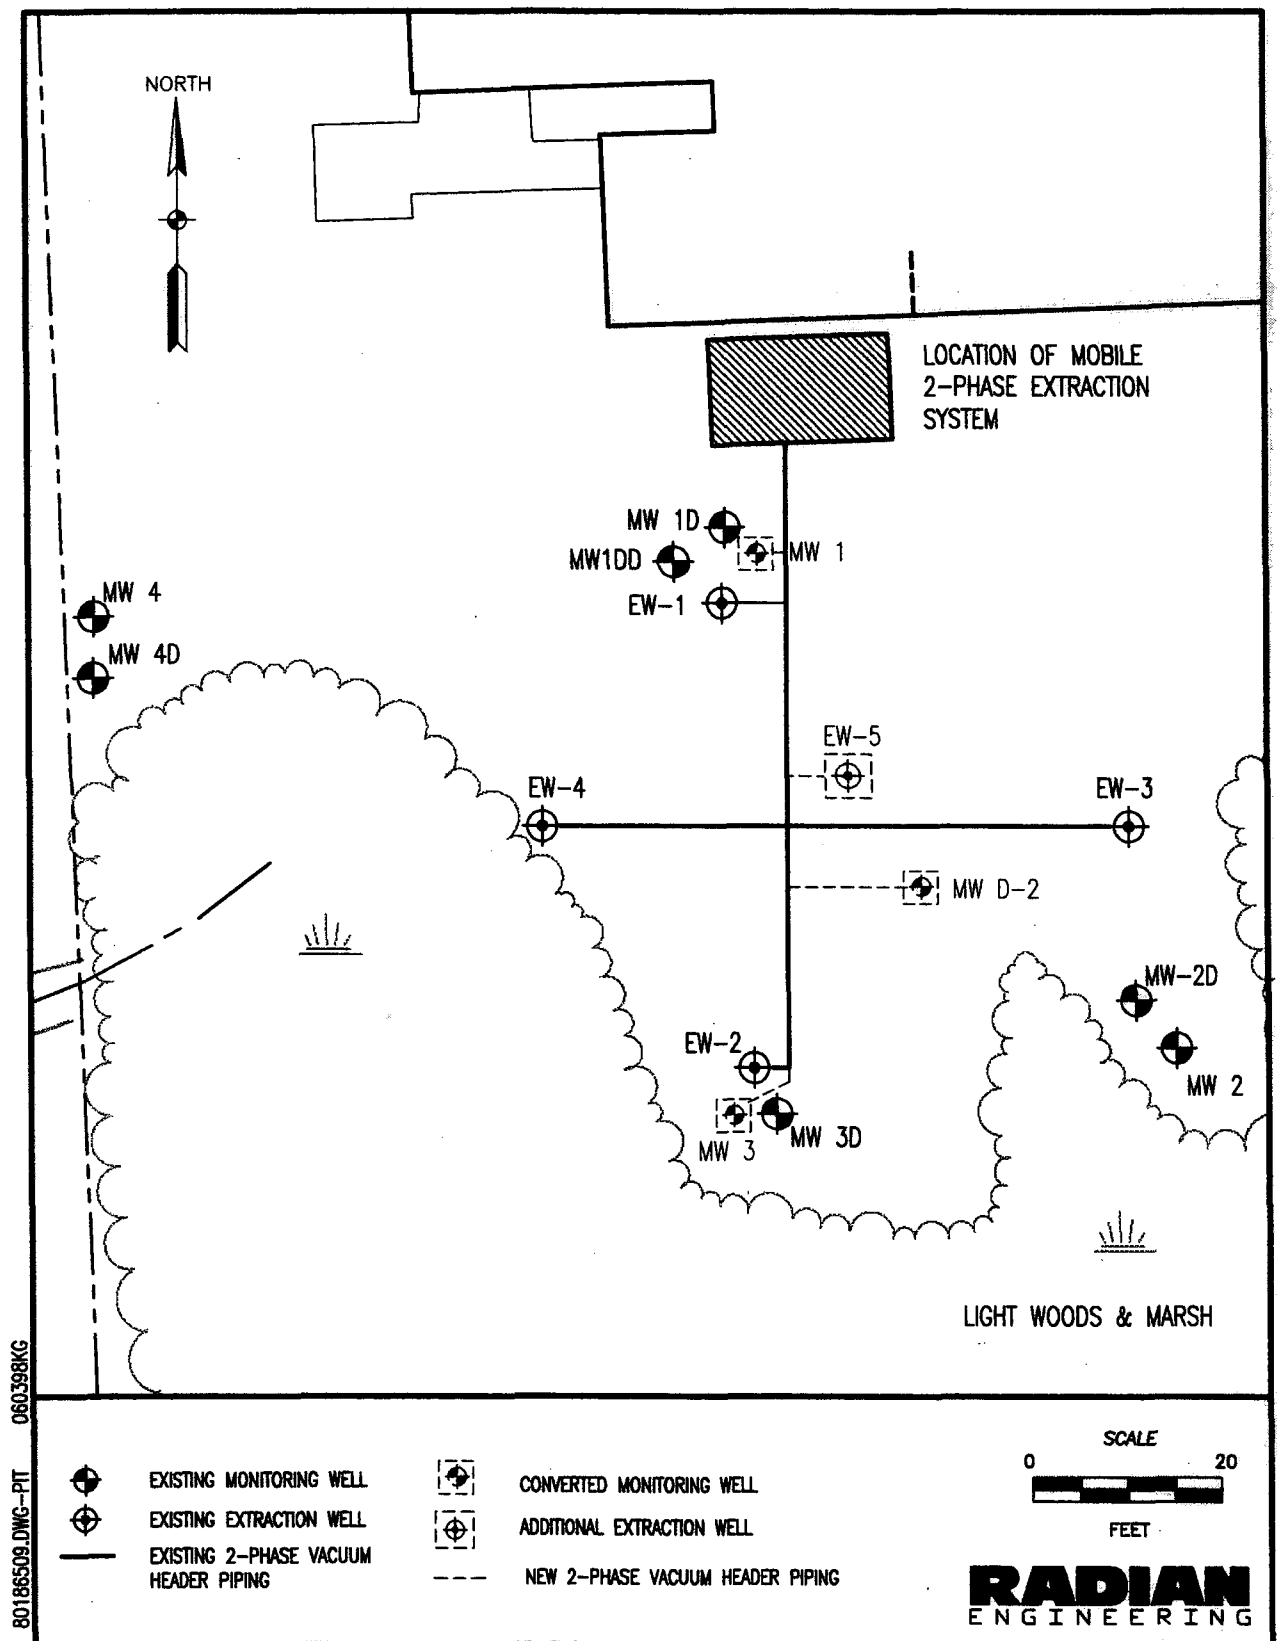 NORTH
LOCATION OF MOBILE
2-PHASE EXTRACTION
SYSTEM
MW 1D
MW 1
MW1DD
EW-1
MW 4
MW 4D
EW-5
EW-4
EW-3
MW D-2
MW-2D
EW-2
MW 2
MW 3D
MW 3
LIGHT WOODS & MARSH
EXISTING MONITORING WELL
EXISTING EXTRACTION WELL
EXISTING 2-PHASE VACUUM
HEADER PIPING
CONVERTED MONITORING WELL
ADDITIONAL EXTRACTION WELL
NEW 2-PHASE VACUUM HEADER PIPING
SCALE
0 20
FEET
RADIAN
ENGINEERING
80186509.DWG-PIT 060398KG